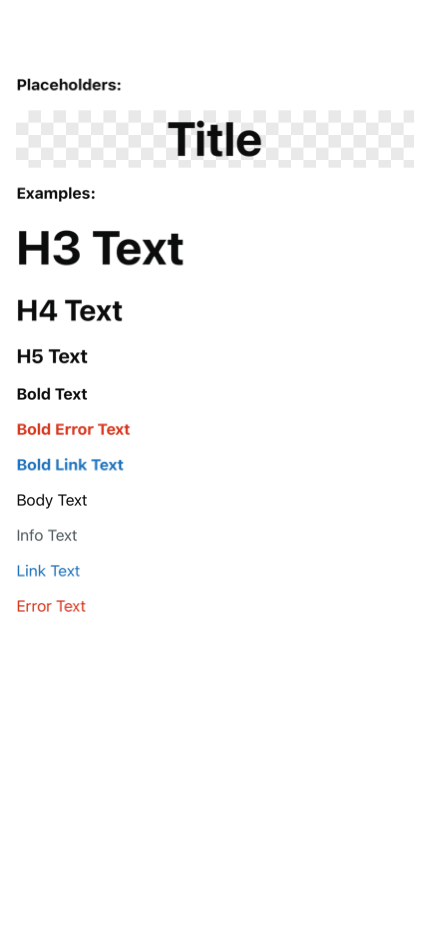 Placeholders:
Title
Examples:
H3 Text
H4 Text
H5 Text
Bold Text
Bold Error Text
Bold Link Text
Body Text
Info Text
Link Text
Error Text